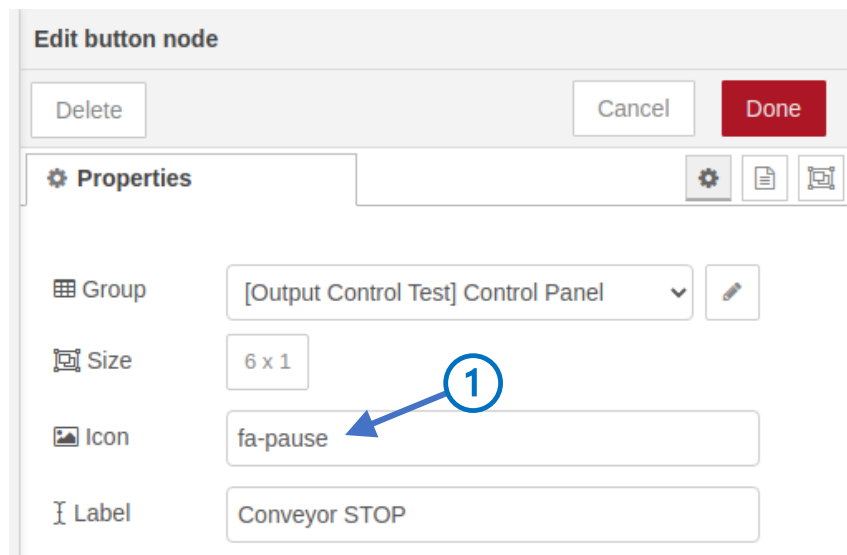 Edit button node
Delete Cancel Done
Properties
Group [Output Control Test] Control Panel
Size 6 x 1
1
Icon fa-pause
Label Conveyor STOP